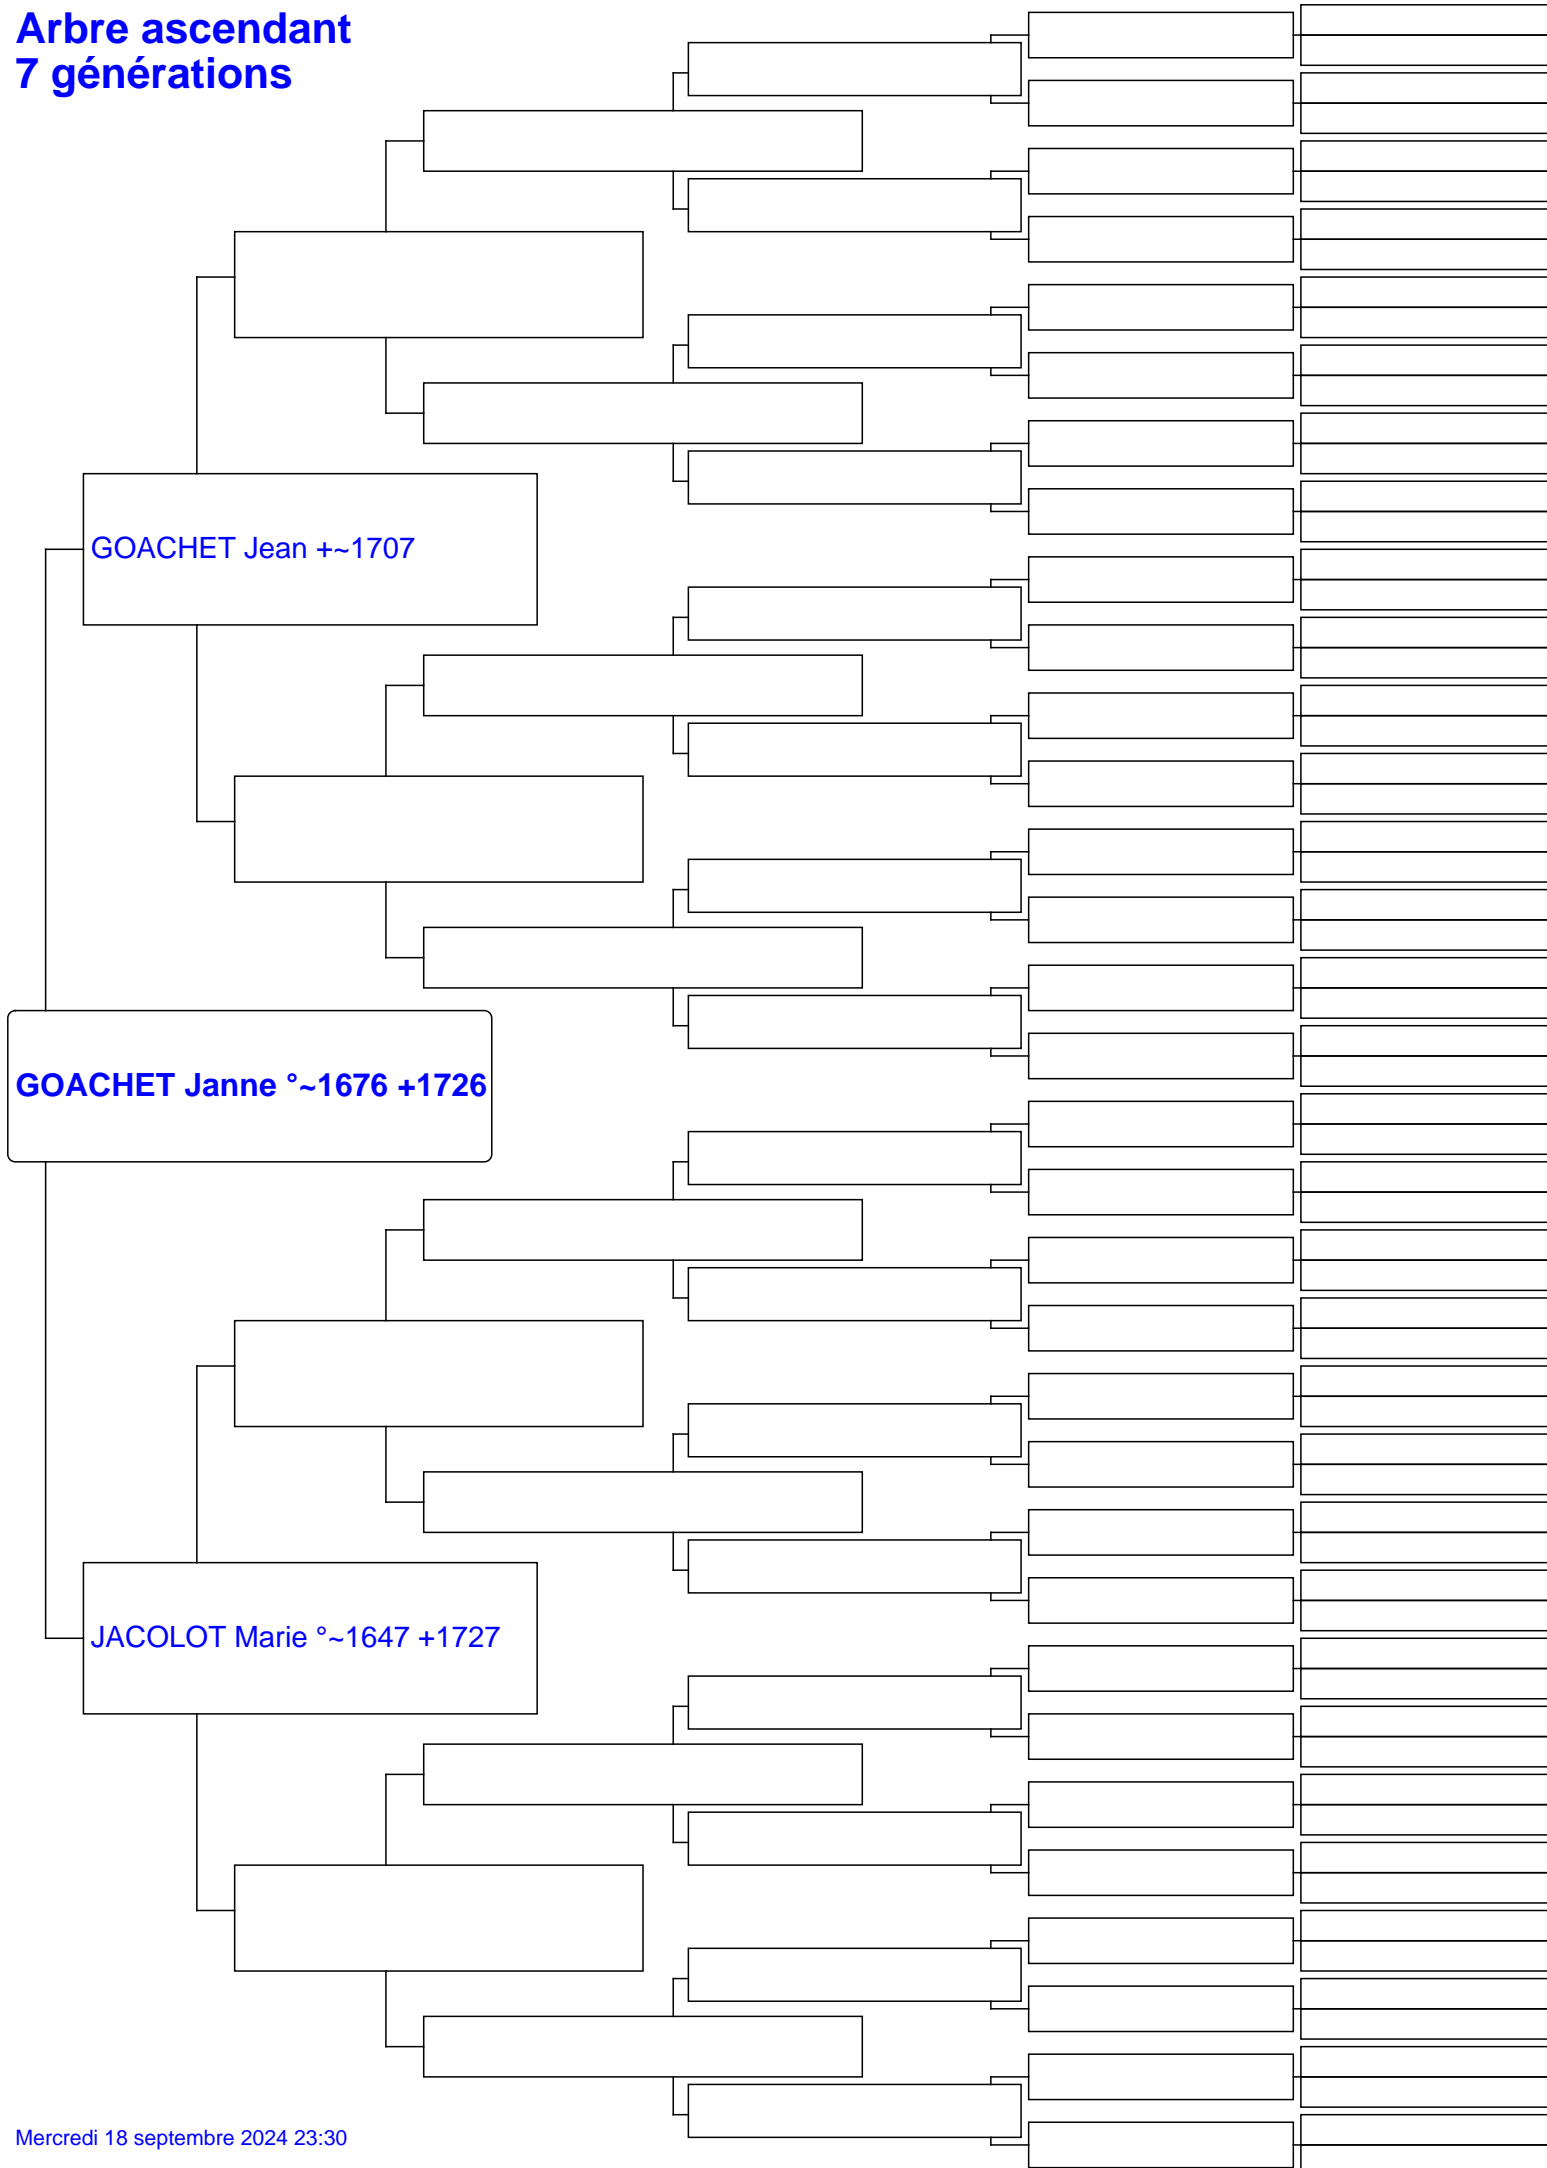 Arbre ascendant
7 générations
GOACHET Jean +~1707
GOACHET Janne °~1676 +1726
JACOLOT Marie °~1647 +1727
Mercredi 18 septembre 2024 23:30